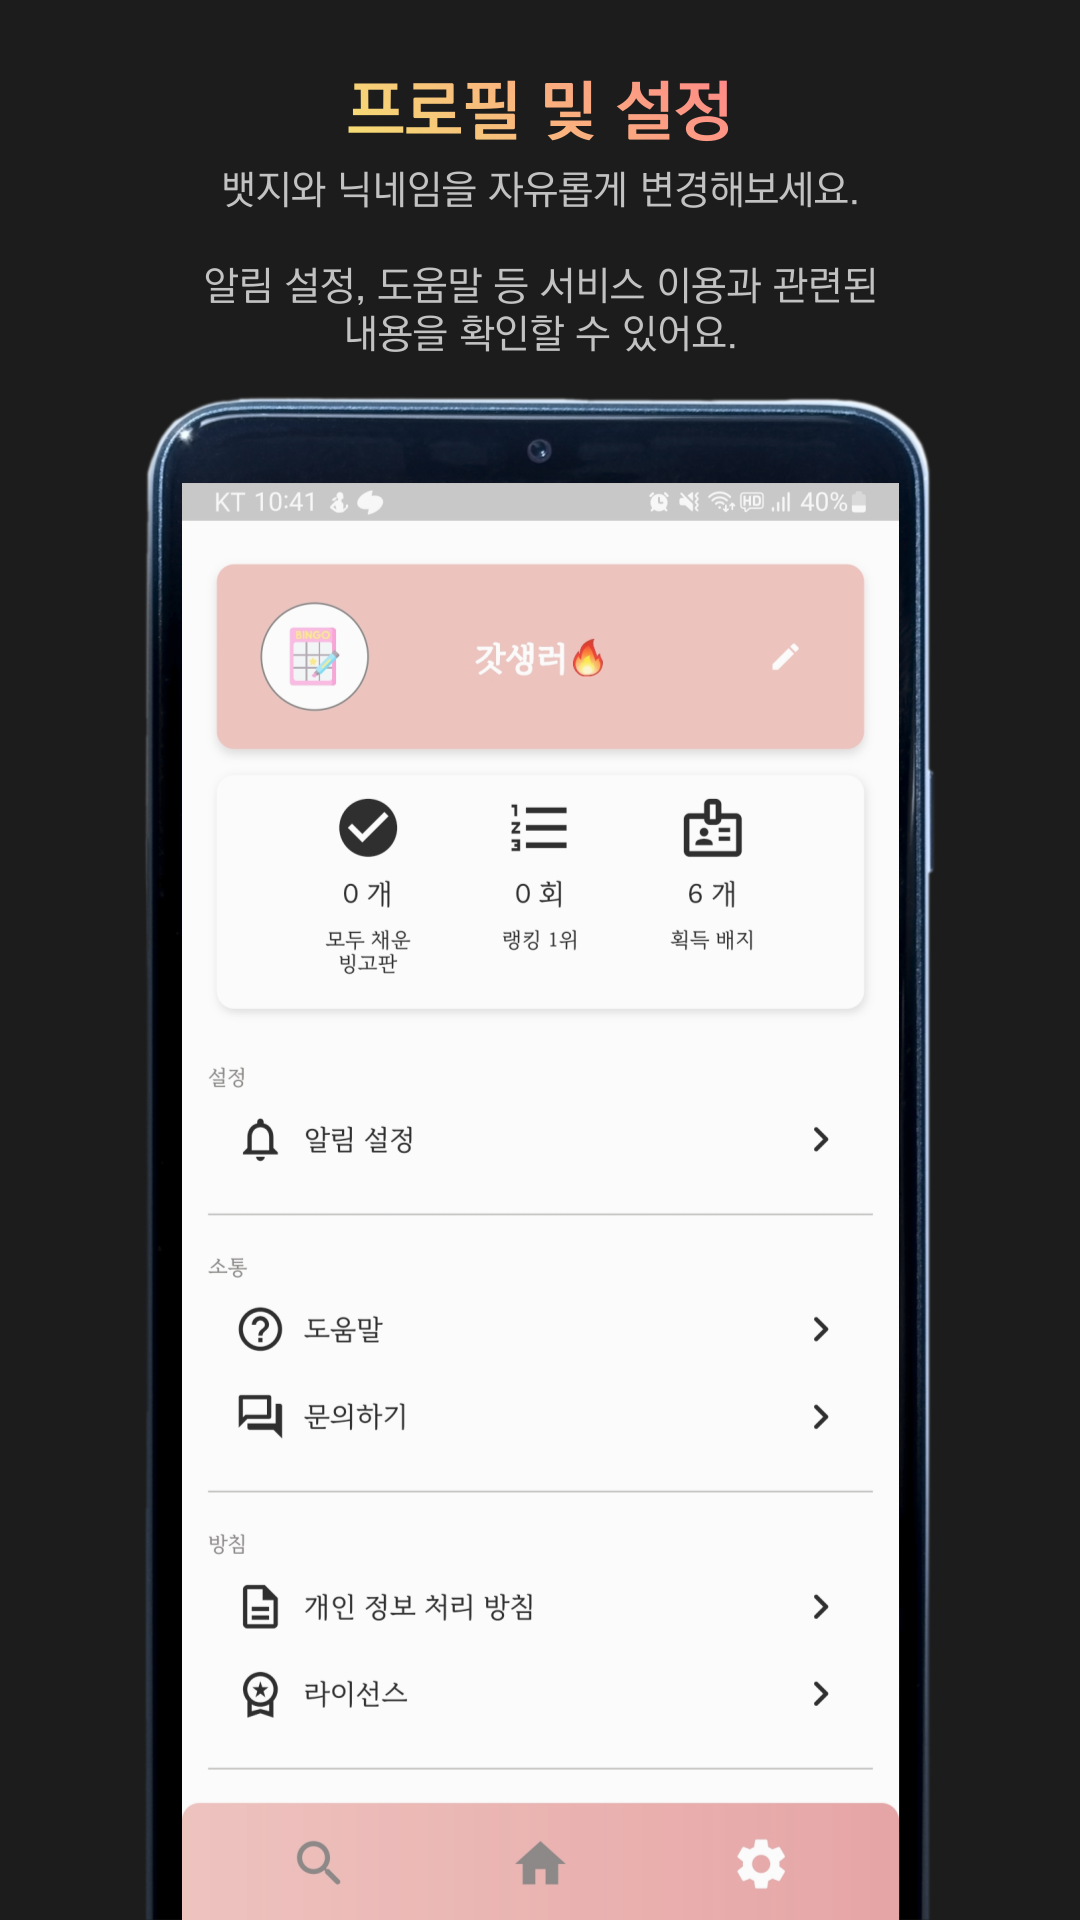 프로필 및 설정
뱃지와 닉네임을 자유롭게 변경해보세요.
알림 설정, 도움말 등 서비스 이용과 관련된
내용을 확인할 수 있어요.
KT 10:41 HD 40%
BINGO
갓생러🔥
1
2
3
0 개
0 회
6 개
모두 채운
빙고판
랭킹 1위
획득 배지
설정
알림 설정
소통
도움말
문의하기
방침
개인 정보 처리 방침
라이선스